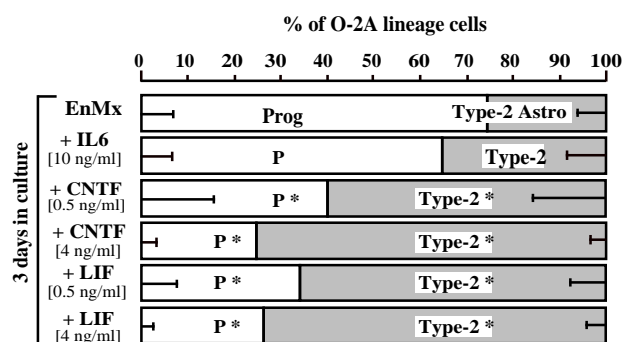 % of O-2A lineage cells
0 10 20 30 40 50 60 70 80 90 100
3 days in culture
EnMx Prog Type-2 Astro
+ IL6 P Type-2
[10 ng/ml]
+ CNTF P * Type-2 *
[0.5 ng/ml]
+ CNTF P * Type-2 *
[4 ng/ml]
+ LIF P * Type-2 *
[0.5 ng/ml]
+ LIF P * Type-2 *
[4 ng/ml]